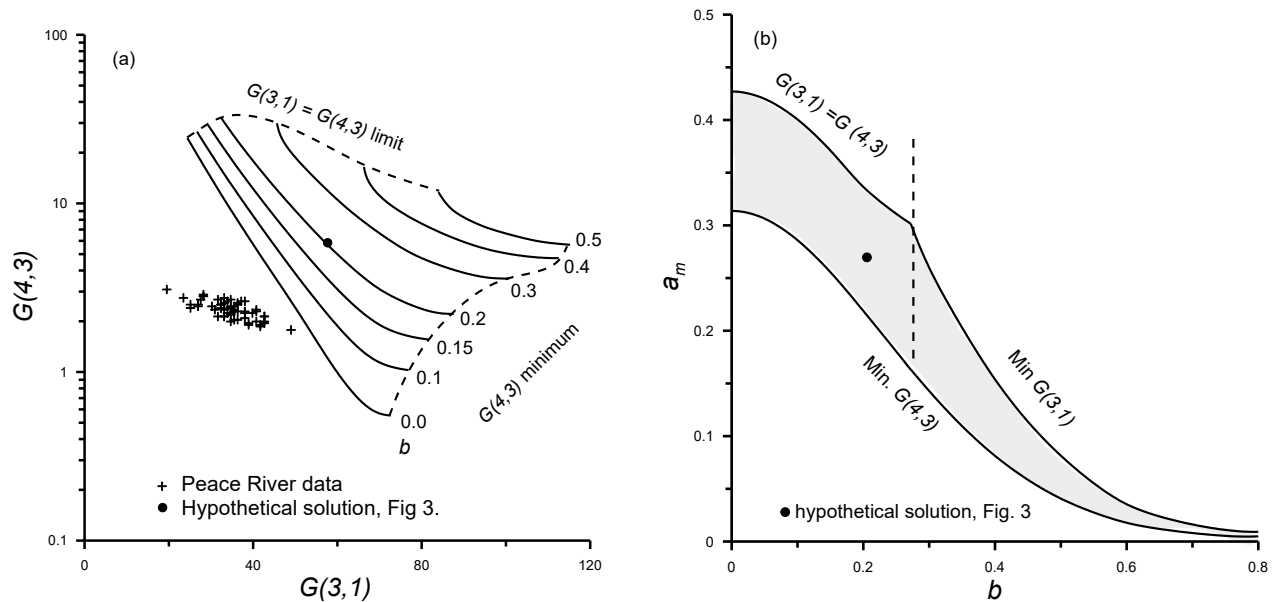 (a)
100
10
1
0.1
G(4,3)
G(3,1) = G(4,3) limit
0.5
0.4
0.3
0.2
0.15
0.1
0.0
b
G(4,3) minimum
+ Peace River data
● Hypothetical solution, Fig 3.
0 20 40 60 80 100 120
G(3,1)
(b)
0.5
0.4
0.3
0.2
0.1
0
a_m
G(3,1) =G (4,3)
Min G(3,1)
Min. G(4,3)
● hypothetical solution, Fig. 3
0 0.2 0.4 0.6 0.8
b